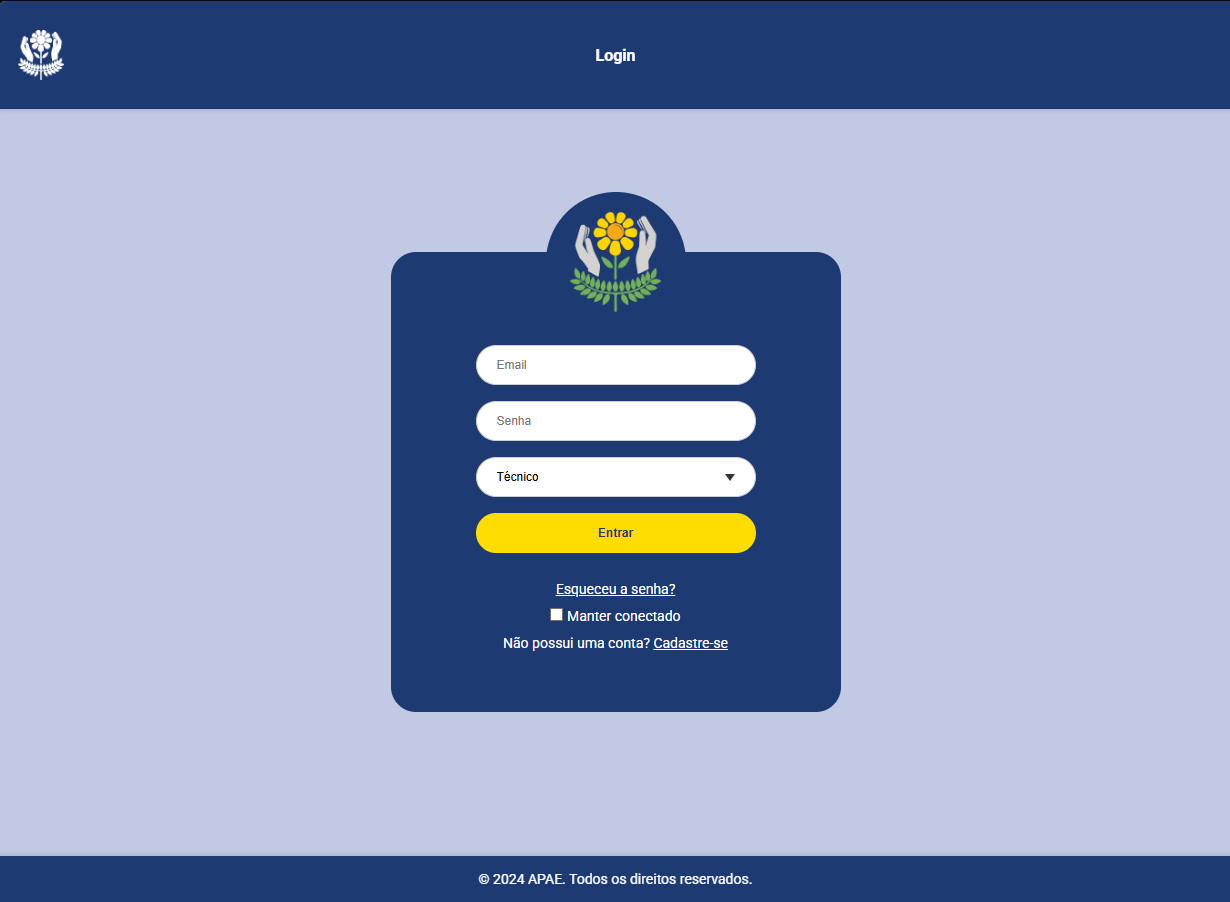 Login
Email
Senha
Técnico
Entrar
Esqueceu a senha?
Manter conectado
Não possui uma conta? Cadastre-se
© 2024 APAE. Todos os direitos reservados.